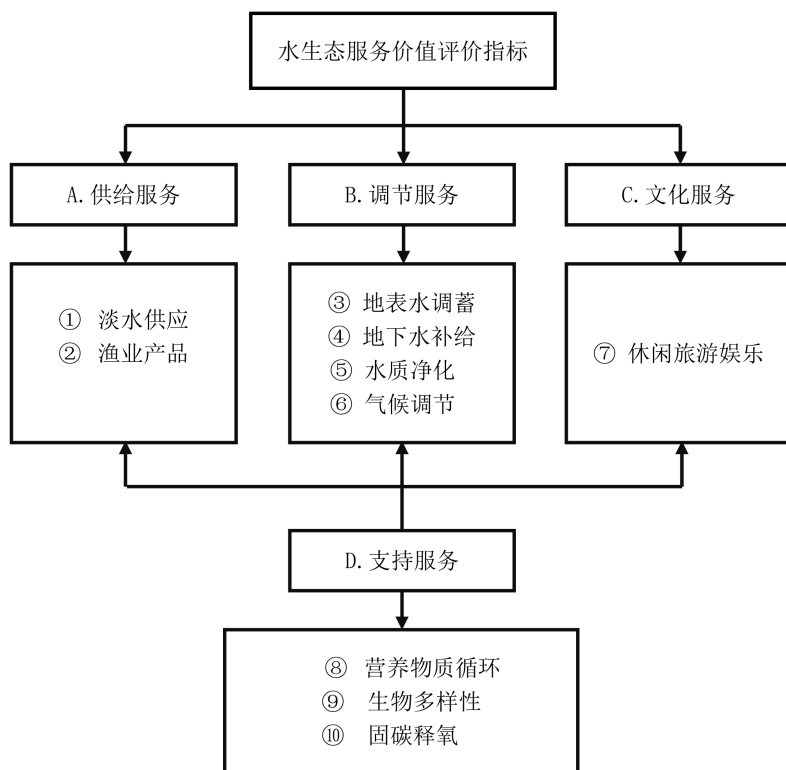 水生态服务价值评价指标
A.供给服务
B.调节服务
C.文化服务
① 淡水供应
② 渔业产品
③ 地表水调蓄
④ 地下水补给
⑤ 水质净化
⑥ 气候调节
⑦ 休闲旅游娱乐
D.支持服务
⑧ 营养物质循环
⑨ 生物多样性
⑩ 固碳释氧